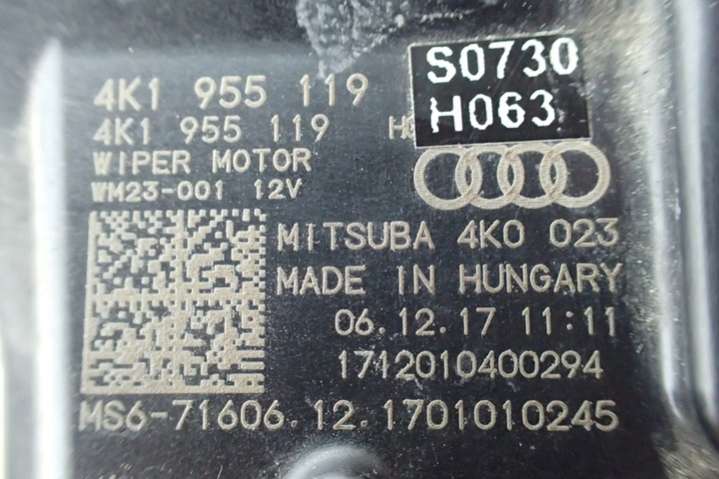 S0730
H063
4K1 955 119
4K1 955 119
WIPER MOTOR
WM23-001 12V
MITSUBA 4K0 023
MADE IN HUNGARY
06.12.17 11:11
1712010400294
MS6-71606.12.1701010245